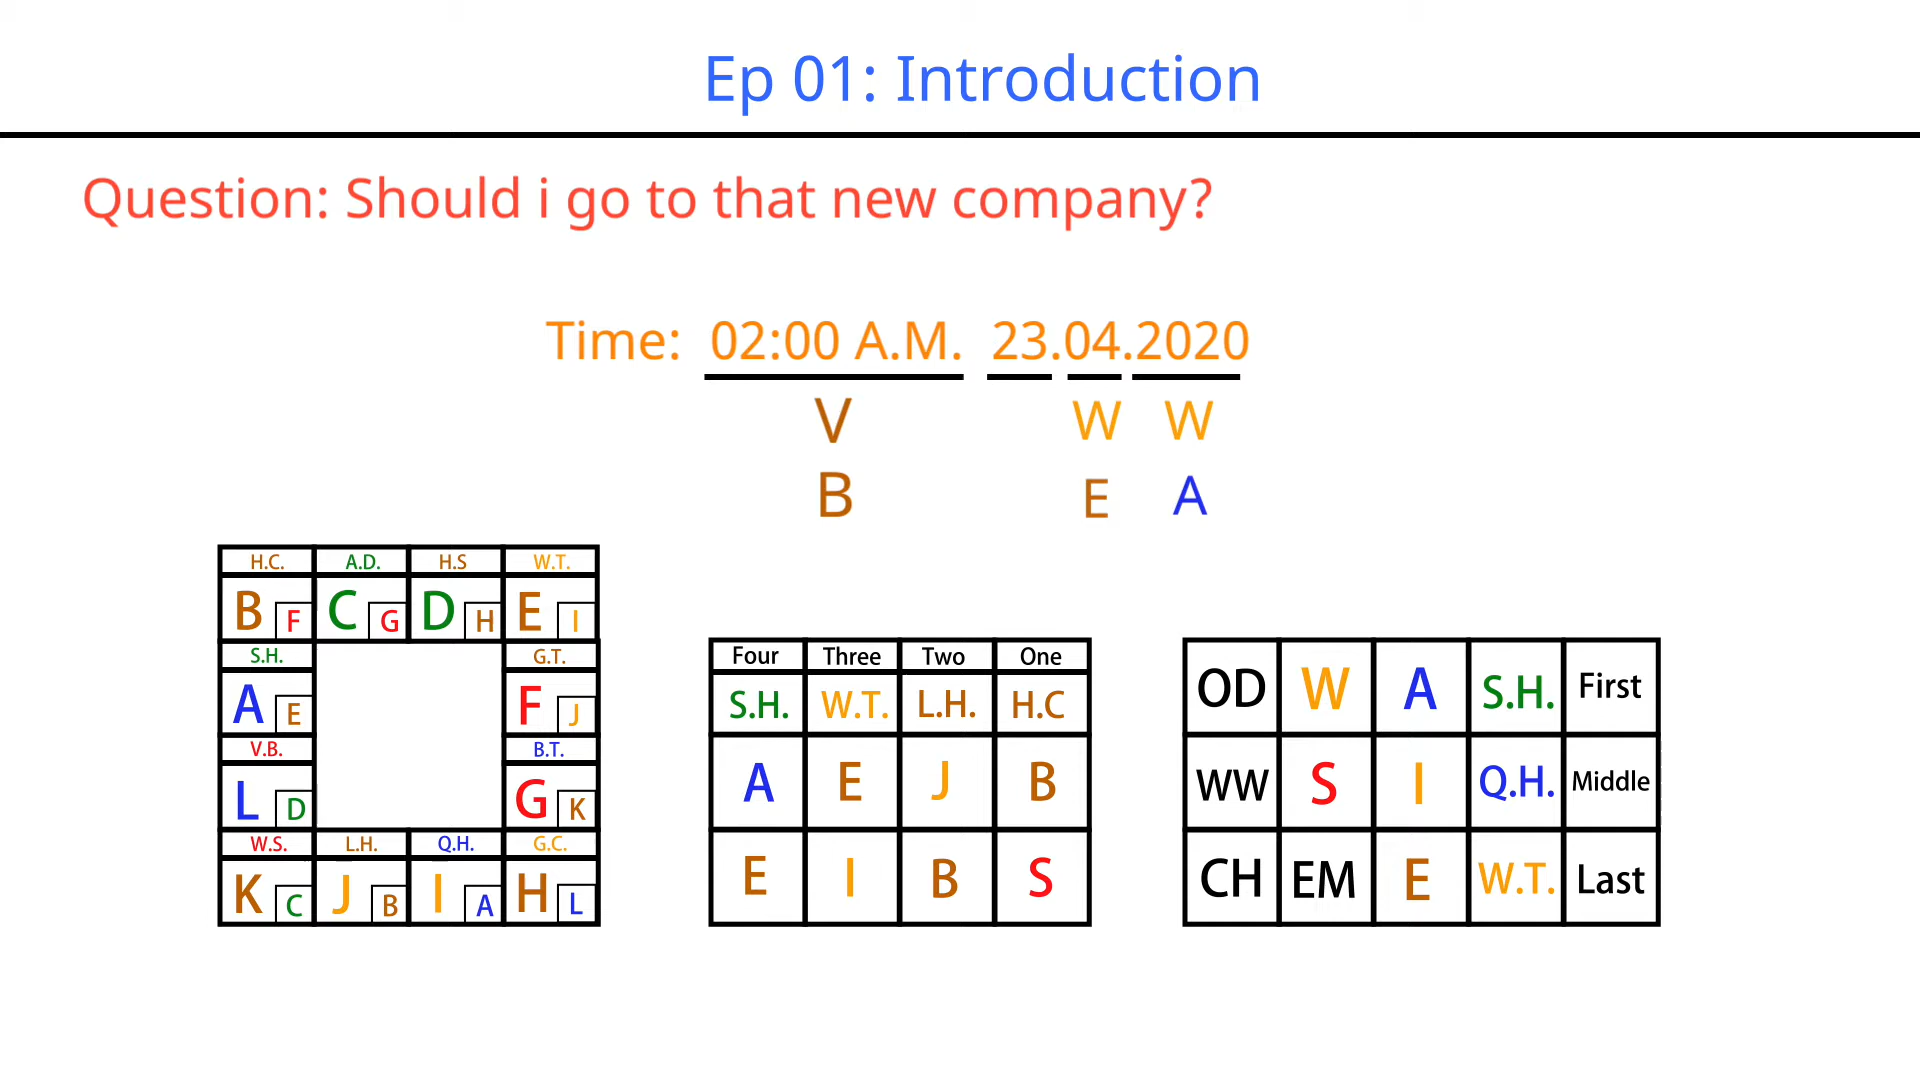 Ep 01: Introduction
Question: Should i go to that new company?
Time: 02:00 A.M. 23.04.2020
V W W
B E A
H.C. A.D. H.S W.T.
B F C G D H E I
S.H. G.T.
A E F J
V.B. B.T.
L D G K
W.S. L.H. Q.H. G.C.
K C J B I A H L
Four Three Two One
S.H. W.T. L.H. H.C
A E J B
E I B S
OD W A S.H. First
WW S I Q.H. Middle
CH EM E W.T. Last